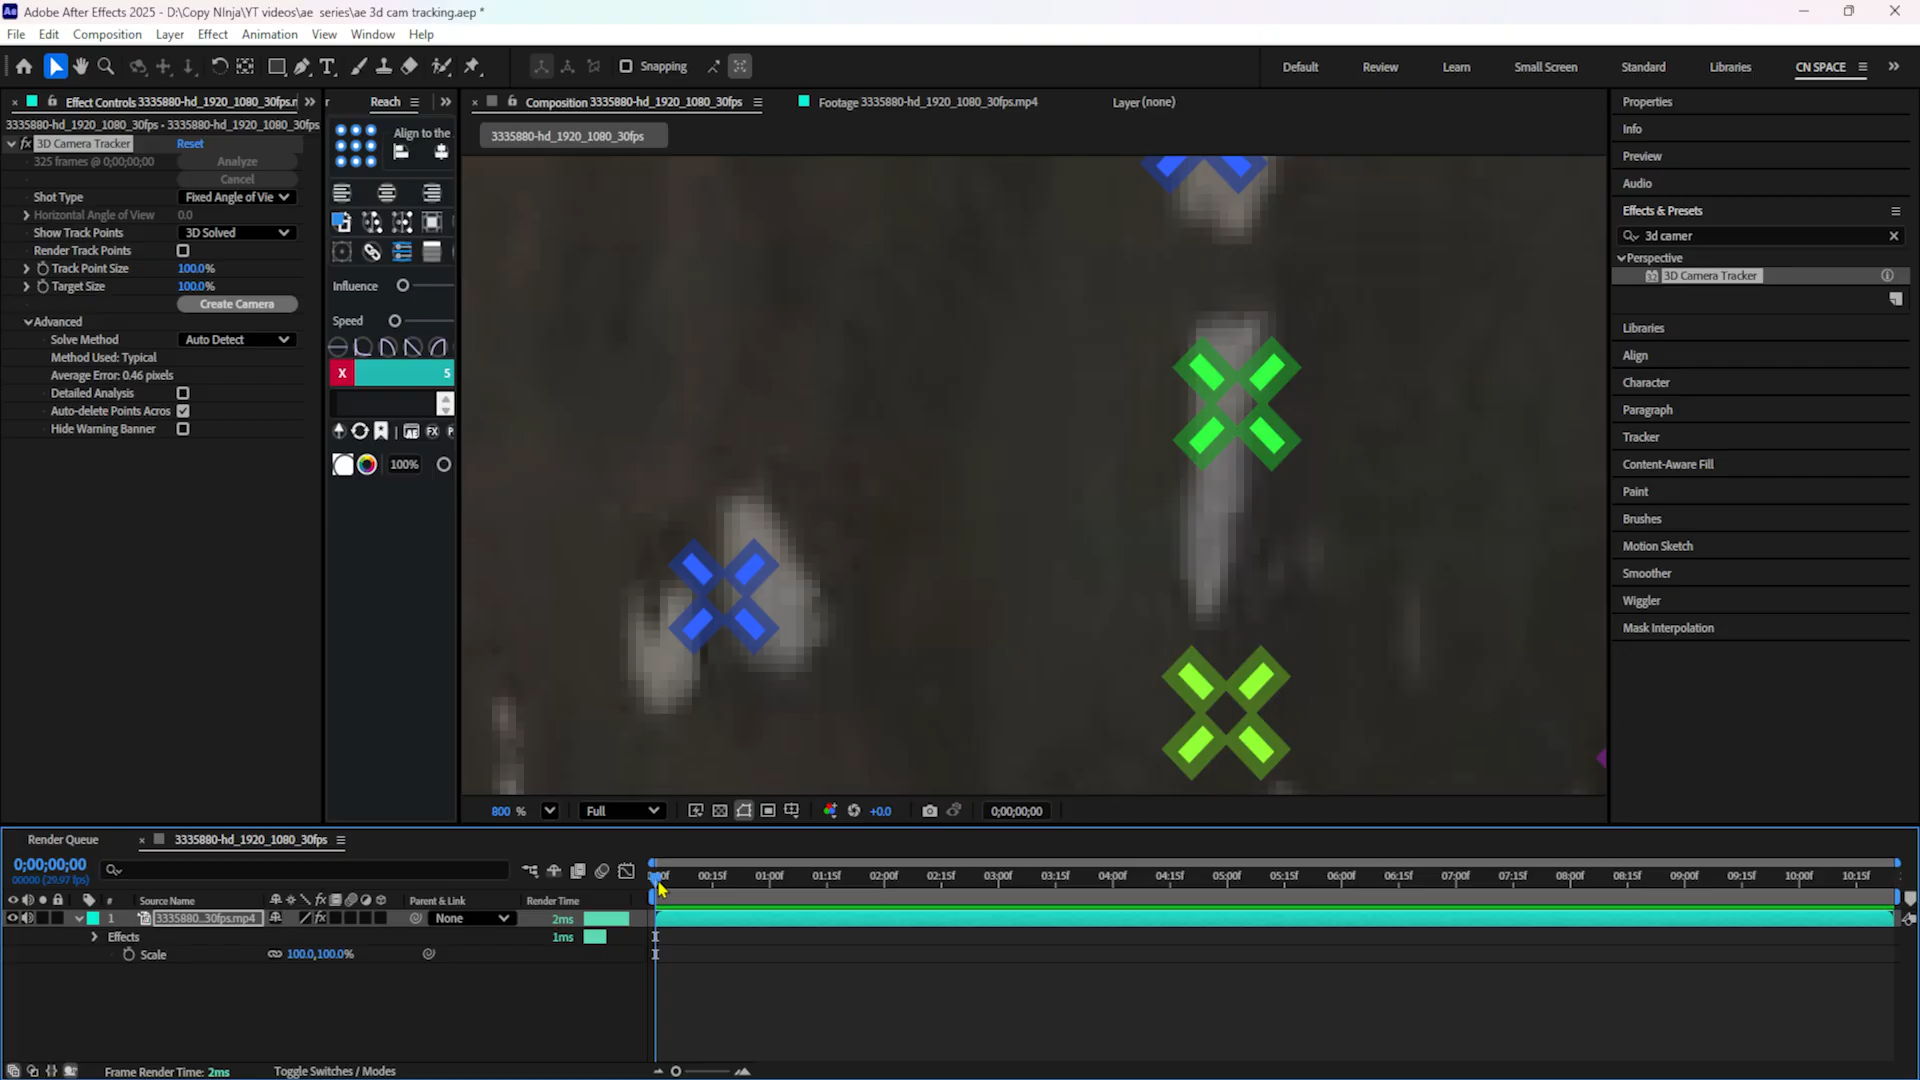 Adobe After Effects 2025 - D:\Copy NInja\YT videos\ae  series\ae 3d cam tracking.aep *
File Edit Composition Layer Effect Animation View Window Help
Snapping
Default Review Learn Small Screen Standard Libraries CN SPACE
Effect Controls 3335880-hd_1920_1080_30fps.r
3335880-hd_1920_1080_30fps - 3335880-hd_1920_1080_30fps
fx 3D Camera Tracker Reset
325 frames @ 0;00;00;00 Analyze
Cancel
Shot Type Fixed Angle of Vie
Horizontal Angle of View 0.0
Show Track Points 3D Solved
Render Track Points
Track Point Size 100.0%
Target Size 100.0%
Create Camera
Advanced
Solve Method Auto Detect
Method Used: Typical
Average Error: 0.46 pixels
Detailed Analysis
Auto-delete Points Acros
Hide Warning Banner
r Reach
Align to the
Influence
Speed
X S
FX
100%
Composition 3335880-hd_1920_1080_30fps
Footage 3335880-hd_1920_1080_30fps.mp4
Layer (none)
3335880-hd_1920_1080_30fps
800 % Full +0.0 0;00;00;00
Properties
Info
Preview
Audio
Effects & Presets
3d camer
Perspective
3D Camera Tracker
Libraries
Align
Character
Paragraph
Tracker
Content-Aware Fill
Paint
Brushes
Motion Sketch
Smoother
Wiggler
Mask Interpolation
Render Queue 3335880-hd_1920_1080_30fps
0;00;00;00
00000 (29.97 fps)
00:15f 01:00f 01:15f 02:00f 02:15f 03:00f 03:15f 04:00f 04:15f 05:00f 05:15f 06:00f 06:15f 07:00f 07:15f 08:00f 08:15f 09:00f 09:15f 10:00f 10:15f
# Source Name fx Parent & Link Render Time
1 3335880...30fps.mp4 fx None 2ms
Effects 1ms
Scale 100.0,100.0%
Frame Render Time: 2ms Toggle Switches / Modes